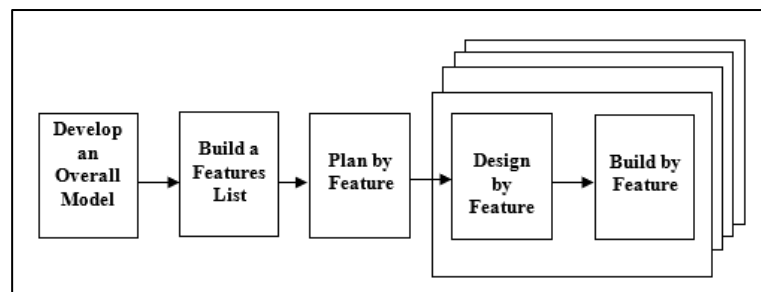 Develop
an
Overall
Model
Build a
Features
List
Plan by
Feature
Design
by
Feature
Build by
Feature